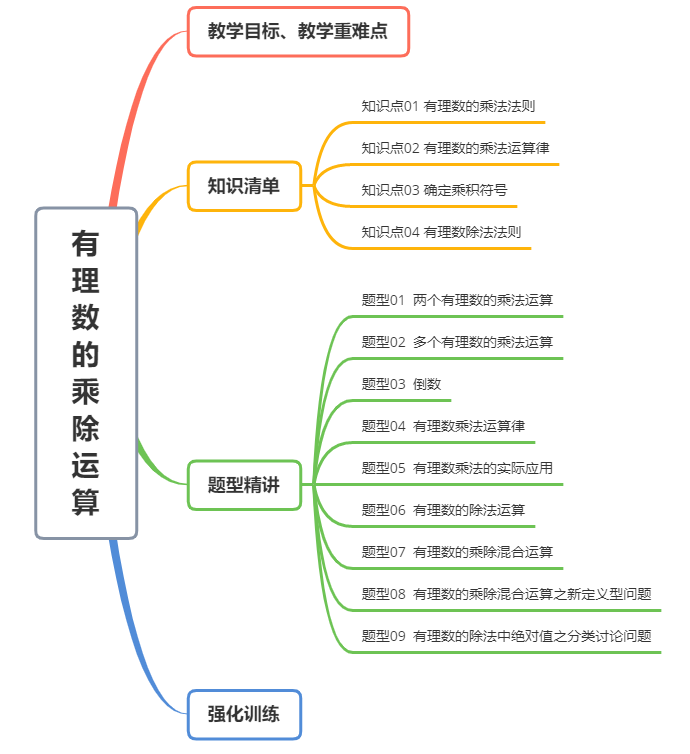 有理数的乘除运算
教学目标、教学重难点
知识清单
知识点01 有理数的乘法法则
知识点02 有理数的乘法运算律
知识点03 确定乘积符号
知识点04 有理数除法法则
题型精讲
题型01 两个有理数的乘法运算
题型02 多个有理数的乘法运算
题型03 倒数
题型04 有理数乘法运算律
题型05 有理数乘法的实际应用
题型06 有理数的除法运算
题型07 有理数的乘除混合运算
题型08 有理数的乘除混合运算之新定义型问题
题型09 有理数的除法中绝对值之分类讨论问题
强化训练